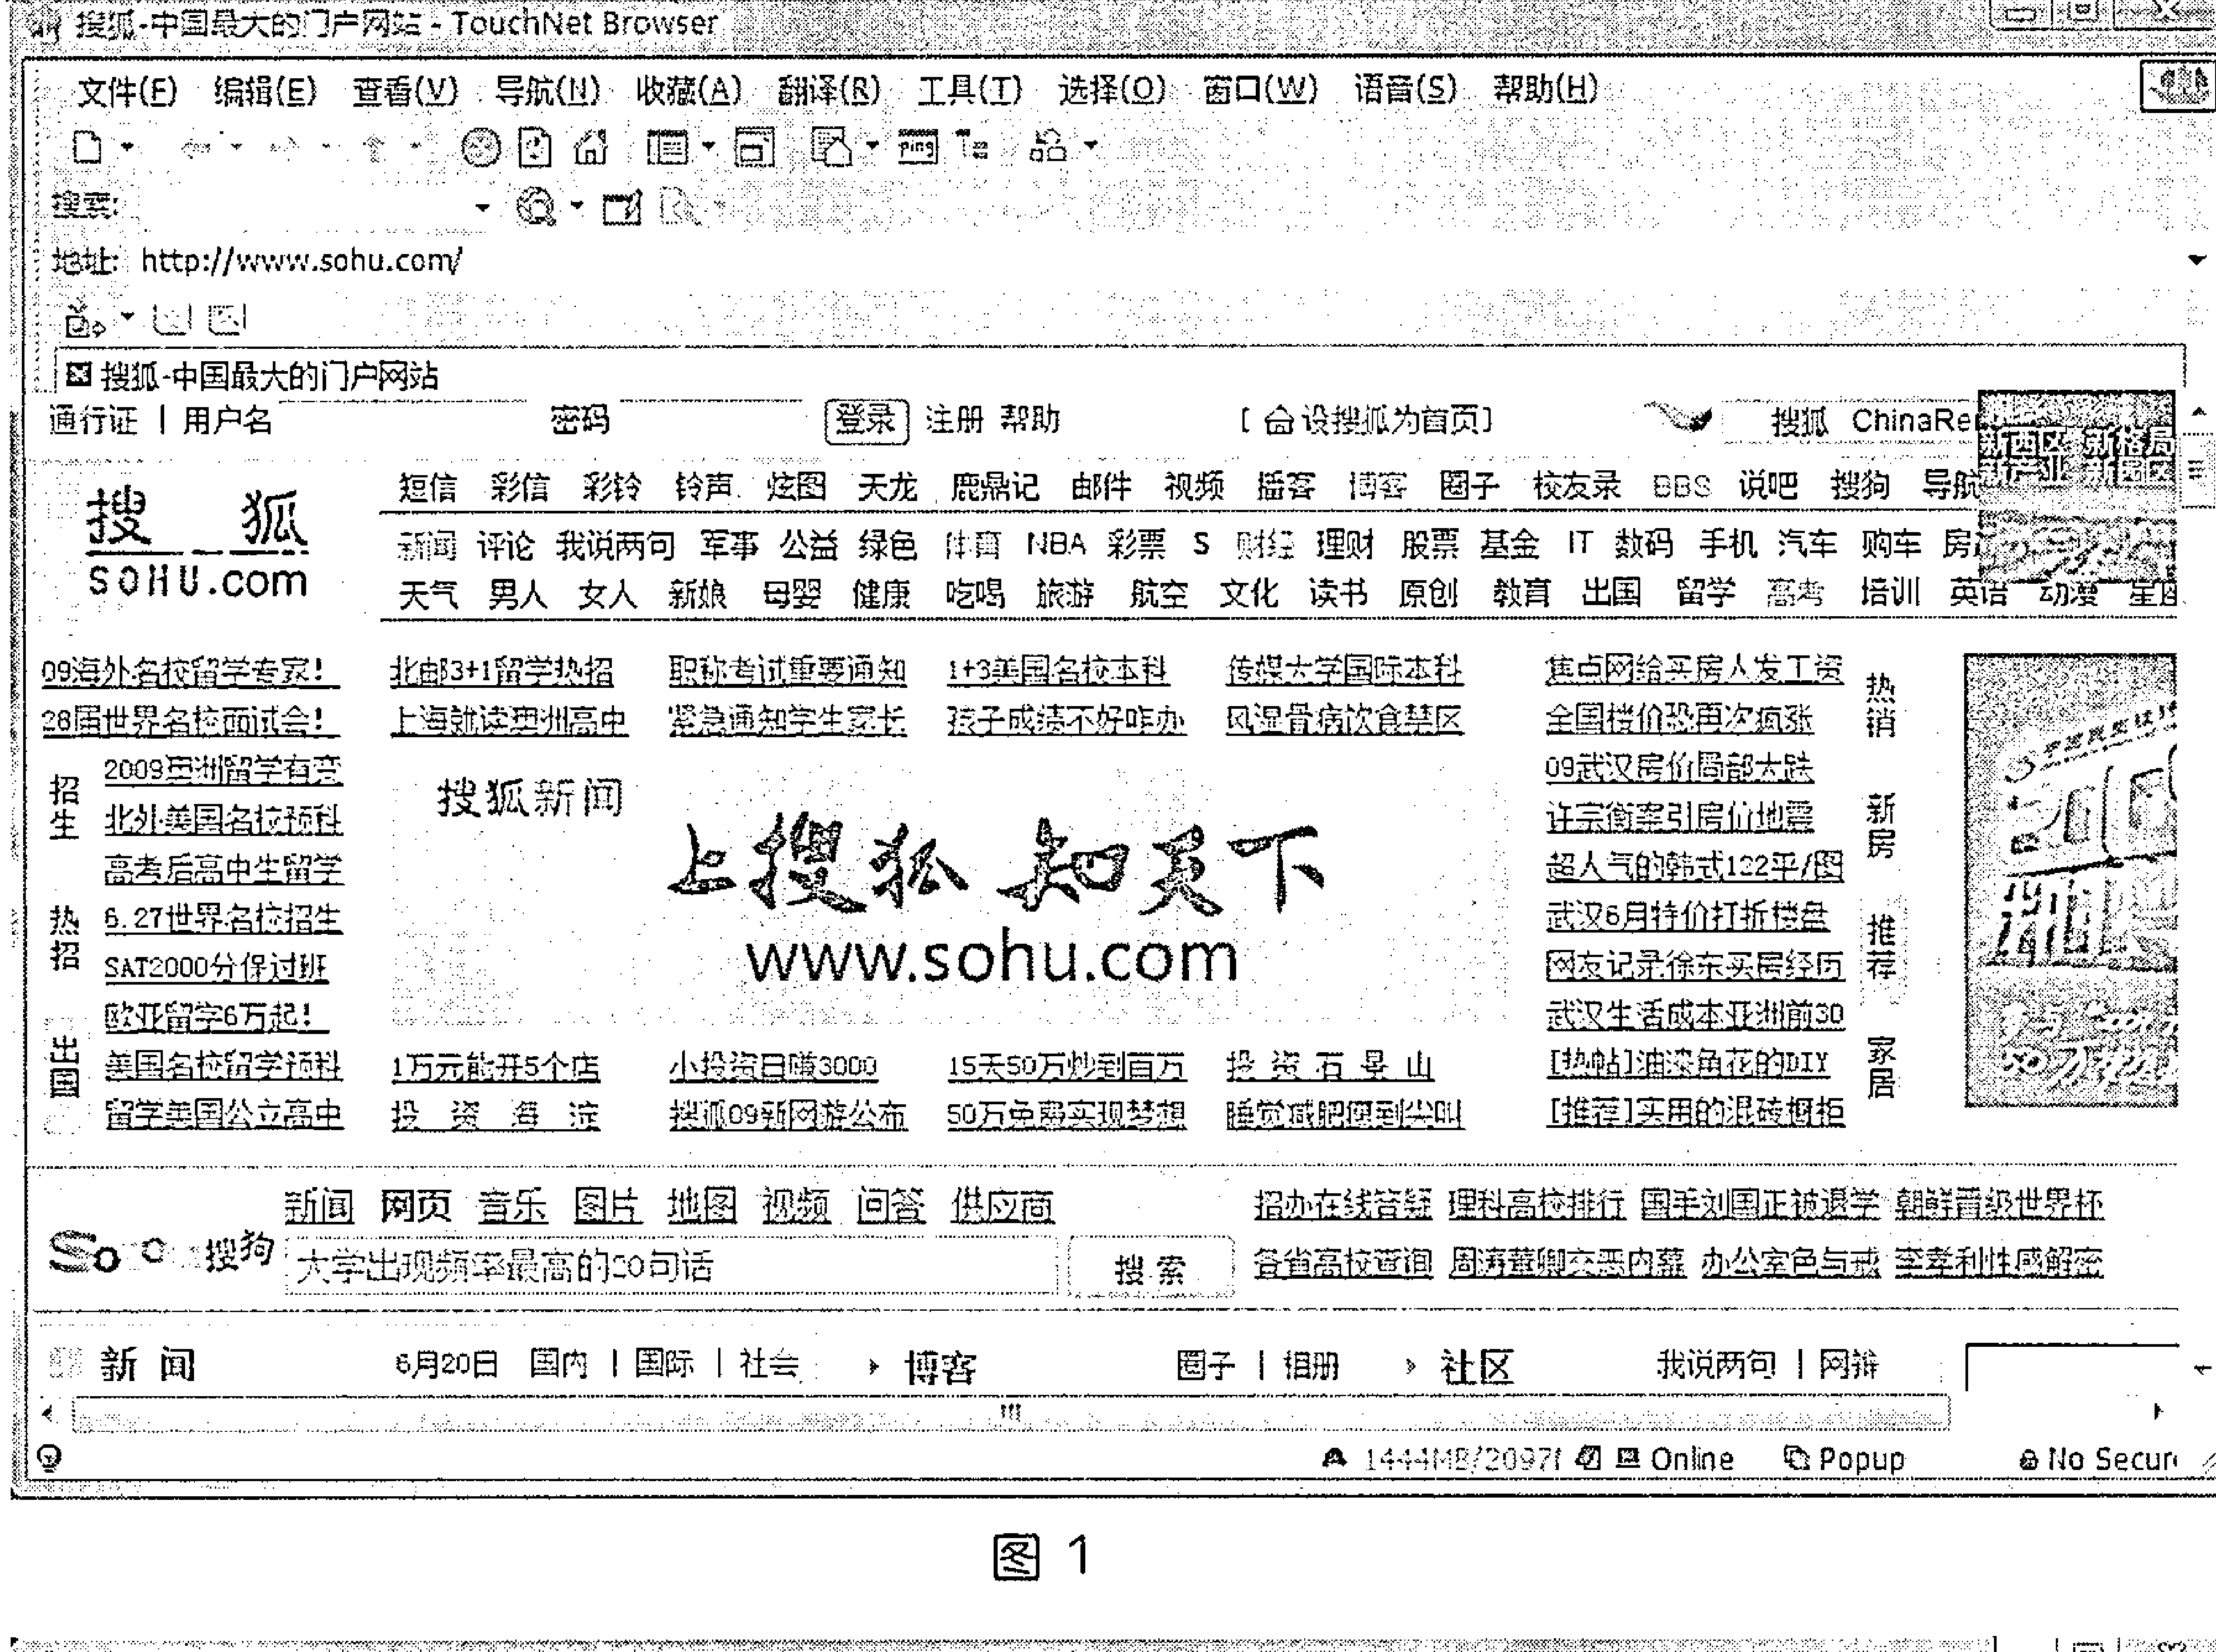 搜狐-中国最大的门户网站 - TouchNet Browser
文件(F) 编辑(E) 查看(V) 导航(N) 收藏(A) 翻译(R) 工具(T) 选择(O) 窗口(W) 语音(S) 帮助(H)
ping
搜索:
地址: http://www.sohu.com/
搜狐-中国最大的门户网站
通行证 | 用户名 密码 登录 注册 帮助 [设搜狐为首页] 搜狐 ChinaRe
新西区 新格局
新产业 新园区
短信 彩信 彩铃 铃声 炫图 天龙 鹿鼎记 邮件 视频 播客 博客 圈子 校友录 BBS 说吧 搜狗 导航
搜 狐
SOHU.com
新闻 评论 我说两句 军事 公益 绿色 体育 NBA 彩票 S 财经 理财 股票 基金 IT 数码 手机 汽车 购车 房
天气 男人 女人 新娘 母婴 健康 吃喝 旅游 航空 文化 读书 原创 教育 出国 留学 高考 培训 英语 动漫 星
09海外名校留学专家! 北邮3+1留学热招 职称考试重要通知 1+3美国名校本科 传媒大学国际本科 焦点网给买房人发工资
28届世界名校面试会! 上海就读澳洲高中 紧急通知学生家长 孩子成绩不好咋办 风湿骨病饮食禁区 全国楼价恐再次疯涨
热销
招生
2009亚洲留学有变
北外美国名校预科
高考后高中生留学
热招
6.27世界名校招生
SAT2000分保过班
欧亚留学6万起!
出国
美国名校留学预科
留学美国公立高中
搜狐新闻
上搜狐 知天下
www.sohu.com
09武汉房价局部大跌
许宗衡案引房价地震
新房
超人气的韩式122平/图
武汉6月特价打折楼盘
推荐
网友记录徐东买房经历
武汉生活成本亚洲前30
家居
[热帖]油漆角花的DIY
[推荐]实用的混砖橱柜
1万元能开5个店 小投资日赚3000 15天50万炒到百万 投 资 石 景 山
投 资 海 淀 搜狐09新网游公布 50万免费实现梦想 睡觉减肥瘦到尖叫
新闻 网页 音乐 图片 地图 视频 问答 供应商
招办在线答疑 理科高校排行 国手刘国正被退学 朝鲜晋级世界杯
搜狗 大学出现频率最高的50句话 搜 索
各省高校查询 周涛董卿交恶内幕 办公室色与戒 李孝利性感解密
新 闻 6月20日 国内 | 国际 | 社会 博客 圈子 | 相册 社区 我说两句 | 网辩
1444MB/2097 Online Popup No Secur
图 1